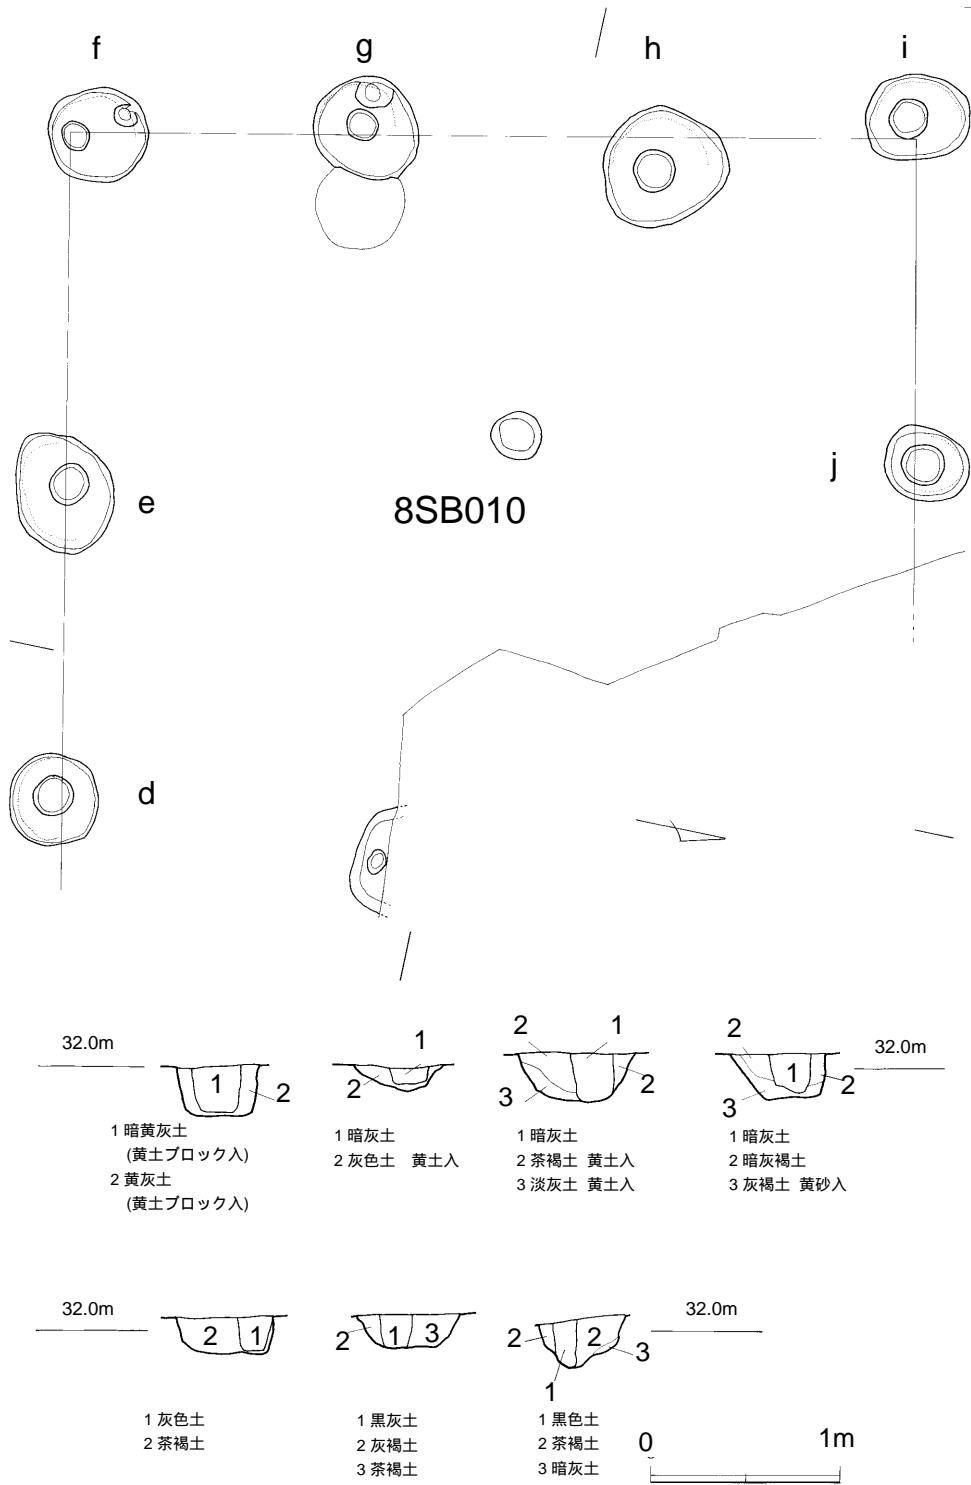 f
g
h
i
e
j
8SB010
d
32.0m
1
2
1
2
2
1
3
2
2
1
3
2
32.0m
1 暗黄灰土
(黄土ブロック入)
2 黄灰土
(黄土ブロック入)
1 暗灰土
2 灰色土 黄土入
1 暗灰土
2 茶褐土 黄土入
3 淡灰土 黄土入
1 暗灰土
2 暗灰褐土
3 灰褐土 黄砂入
32.0m
2
1
2
1
3
2
2
3
1
32.0m
1 灰色土
2 茶褐土
1 黒灰土
2 灰褐土
3 茶褐土
1 黒色土
2 茶褐土
3 暗灰土
0
1m